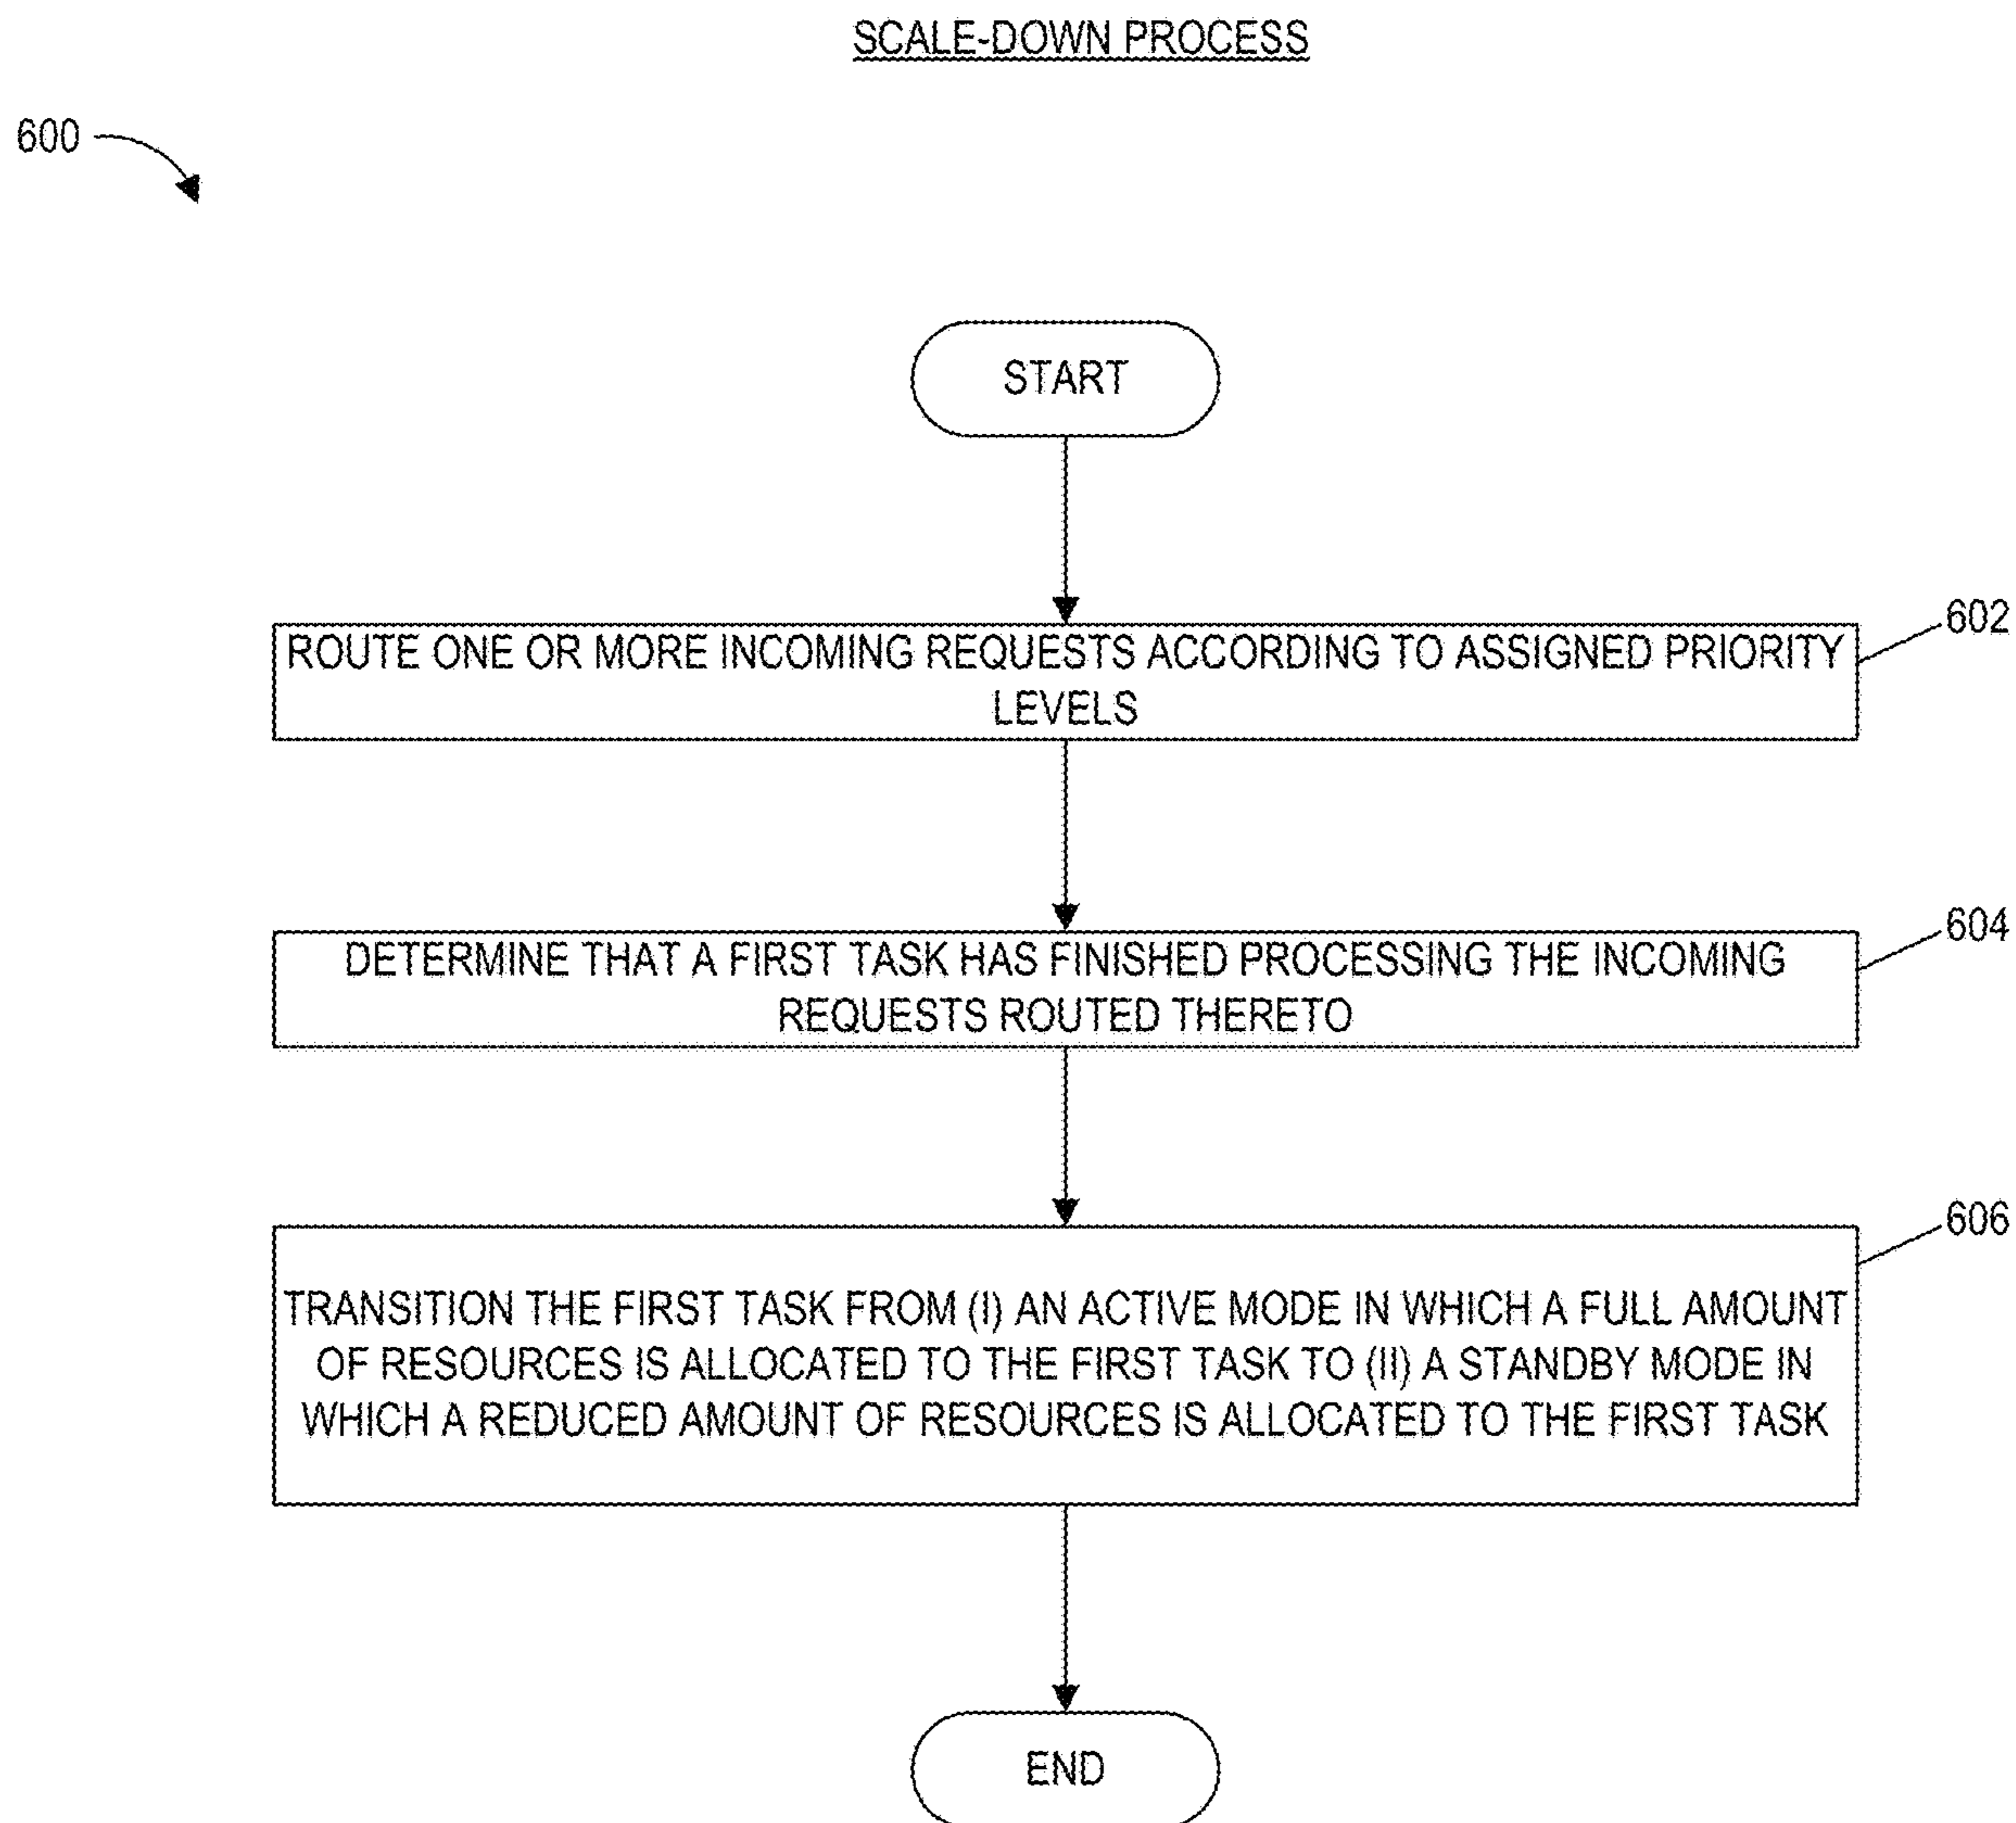 SCALE-DOWN PROCESS
600
START
ROUTE ONE OR MORE INCOMING REQUESTS ACCORDING TO ASSIGNED PRIORITY
LEVELS
602
DETERMINE THAT A FIRST TASK HAS FINISHED PROCESSING THE INCOMING
REQUESTS ROUTED THERETO
604
TRANSITION THE FIRST TASK FROM (I) AN ACTIVE MODE IN WHICH A FULL AMOUNT
OF RESOURCES IS ALLOCATED TO THE FIRST TASK TO (II) A STANDBY MODE IN
WHICH A REDUCED AMOUNT OF RESOURCES IS ALLOCATED TO THE FIRST TASK
606
END